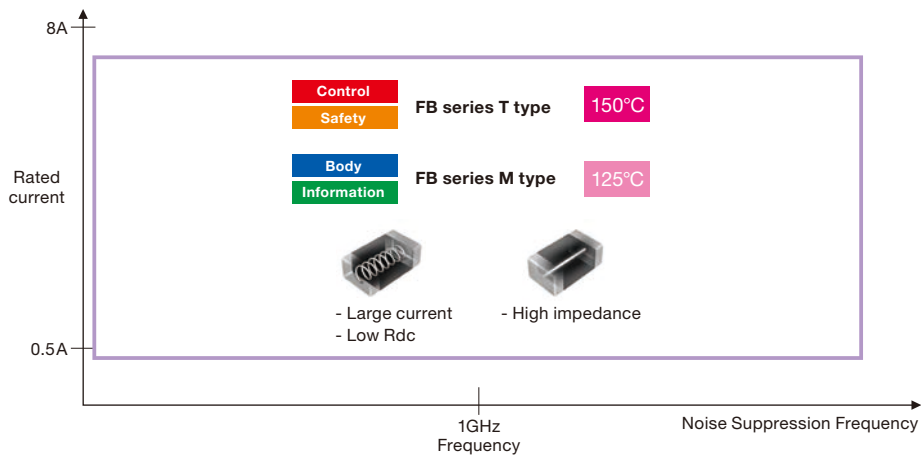 8A
Control
Safety
FB series T type
150°C
Body
Information
FB series M type
125°C
Rated
current
- Large current
- Low Rdc
- High impedance
0.5A
1GHz
Frequency
Noise Suppression Frequency